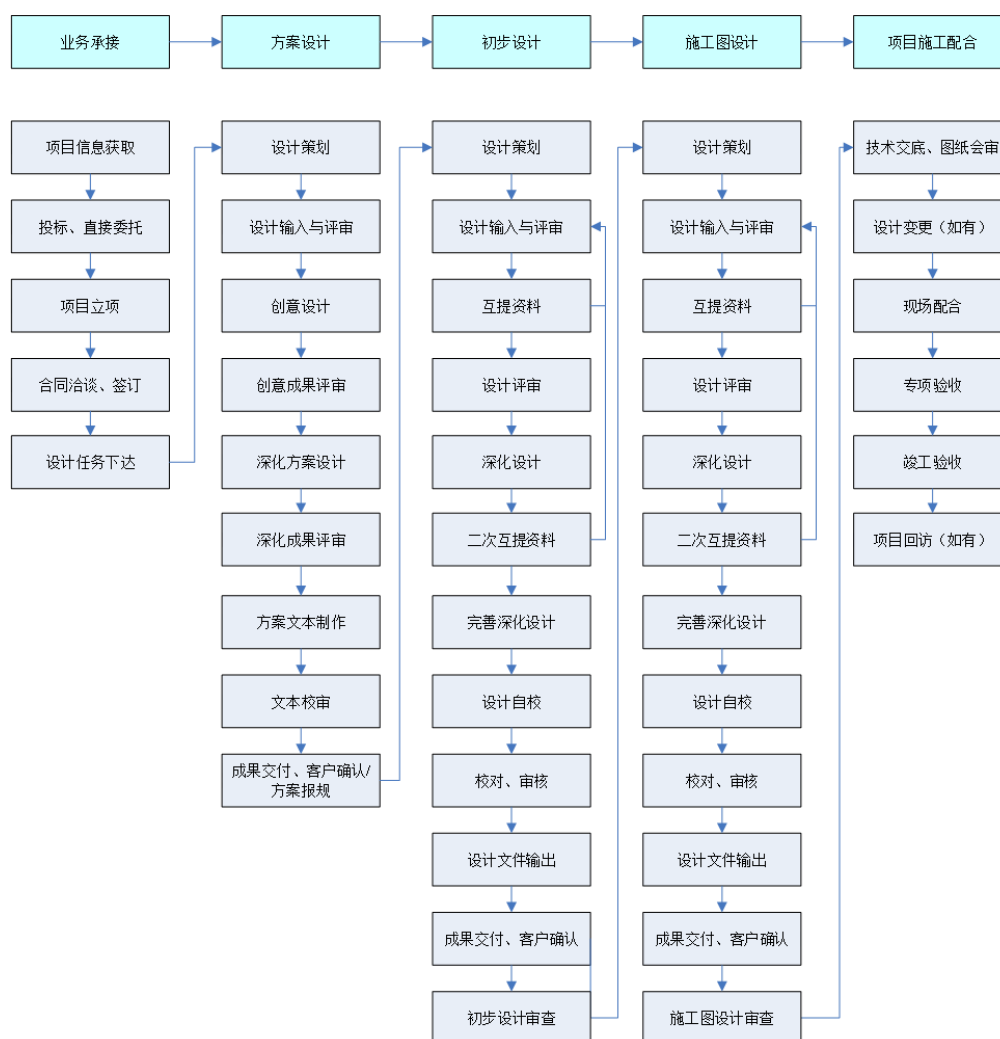 业务承接
方案设计
初步设计
施工图设计
项目施工配合
项目信息获取
投标、直接委托
项目立项
合同洽谈、签订
设计任务下达
设计策划
设计输入与评审
创意设计
创意成果评审
深化方案设计
深化成果评审
方案文本制作
文本校审
成果交付、客户确认/
方案报规
设计策划
设计输入与评审
互提资料
设计评审
深化设计
二次互提资料
完善深化设计
设计自校
校对、审核
设计文件输出
成果交付、客户确认
初步设计审查
设计策划
设计输入与评审
互提资料
设计评审
深化设计
二次互提资料
完善深化设计
设计自校
校对、审核
设计文件输出
成果交付、客户确认
施工图设计审查
技术交底、图纸会审
设计变更（如有）
现场配合
专项验收
竣工验收
项目回访（如有）